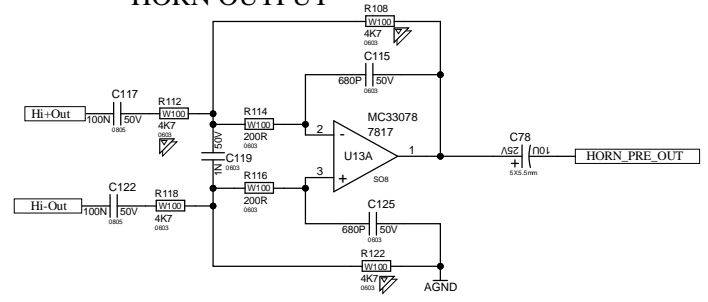 HORN OUTPUT
R108
W100
4K7
0603
C115
680P 50V
0603
C117
100N 50V
0805
R112
W100
4K7
0603
Hi+Out
R114
W100
200R
0603
MC33078
7817
2 -
U13A
1
3 +
SO8
C78
25V 10U
+
5X5.5mm
HORN_PRE_OUT
50V
C119
1N
0603
R116
W100
200R
0603
Hi-Out
C122
100N 50V
0805
R118
W100
4K7
0603
C125
680P 50V
0603
R122
W100
4K7
0603
AGND